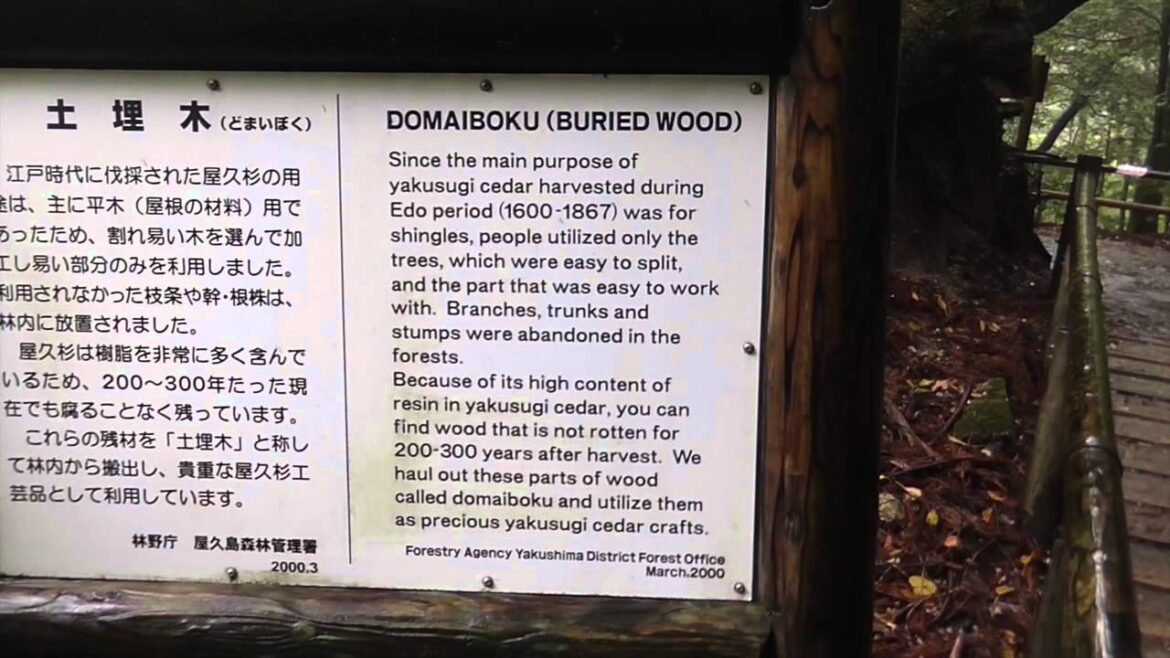 土埋木(どまいぼく)
江戸時代に伐採された屋久杉の用
途は、主に平木(屋根の材料)用で
あったため、割れ易い木を選んで加
工し易い部分のみを利用しました。
利用されなかった枝条や幹・根株は、
林内に放置されました。
屋久杉は樹脂を非常に多く含んで
いるため、200〜300年たった現
在でも腐ることなく残っています。
これらの残材を「土埋木」と称し
て林内から搬出し、貴重な屋久杉工
芸品として利用しています。
林野庁 屋久島森林管理署
2000.3
DOMAIBOKU (BURIED WOOD)
Since the main purpose of
yakusugi cedar harvested during
Edo period (1600-1867) was for
shingles, people utilized only the
trees, which were easy to split,
and the part that was easy to work
with. Branches, trunks and
stumps were abandoned in the
forests.
Because of its high content of
resin in yakusugi cedar, you can
find wood that is not rotten for
200-300 years after harvest. We
haul out these parts of wood
called domaiboku and utilize them
as precious yakusugi cedar crafts.
Forestry Agency Yakushima District Forest Office
March,2000